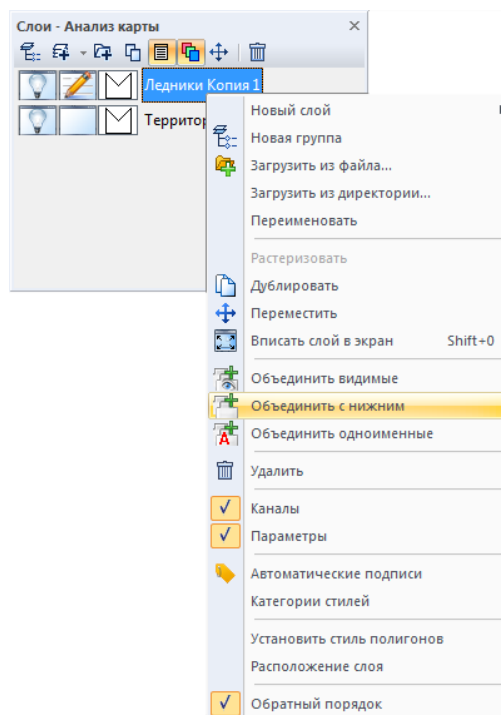 Слои - Анализ карты
Ледники Копия 1
Новый слой
Новая группа
Загрузить из файла...
Загрузить из директории...
Переименовать
Растеризовать
Дублировать
Переместить
Вписать слой в экран Shift+0
Объединить видимые
Объединить с нижним
Объединить одноименные
Удалить
Каналы
Параметры
Автоматические подписи
Категории стилей
Установить стиль полигонов
Расположение слоя
Обратный порядок